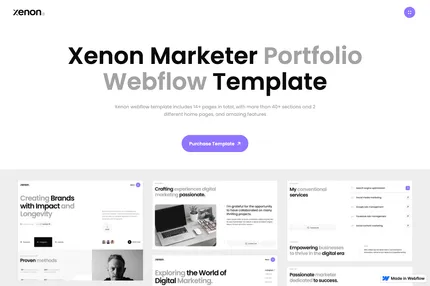 xenon
Xenon Marketer Portfolio
Webflow Template
Xenon webflow template includes 14+ pages in total, with more than 40+ sections and 2
different home pages, and amazing features
Purchase Template
Creating Brands
with Impact and
Longevity
Proven methods
Crafting experiences digital
marketing passionate.
I'm grateful for the opportunity
to have collaborated on many
thrilling projects.
Exploring the World of
Digital Marketing.
My conventional
services
Empowering businesses
to thrive in the digital era
Passionate marketer
dedicated to success.
Made in Webflow